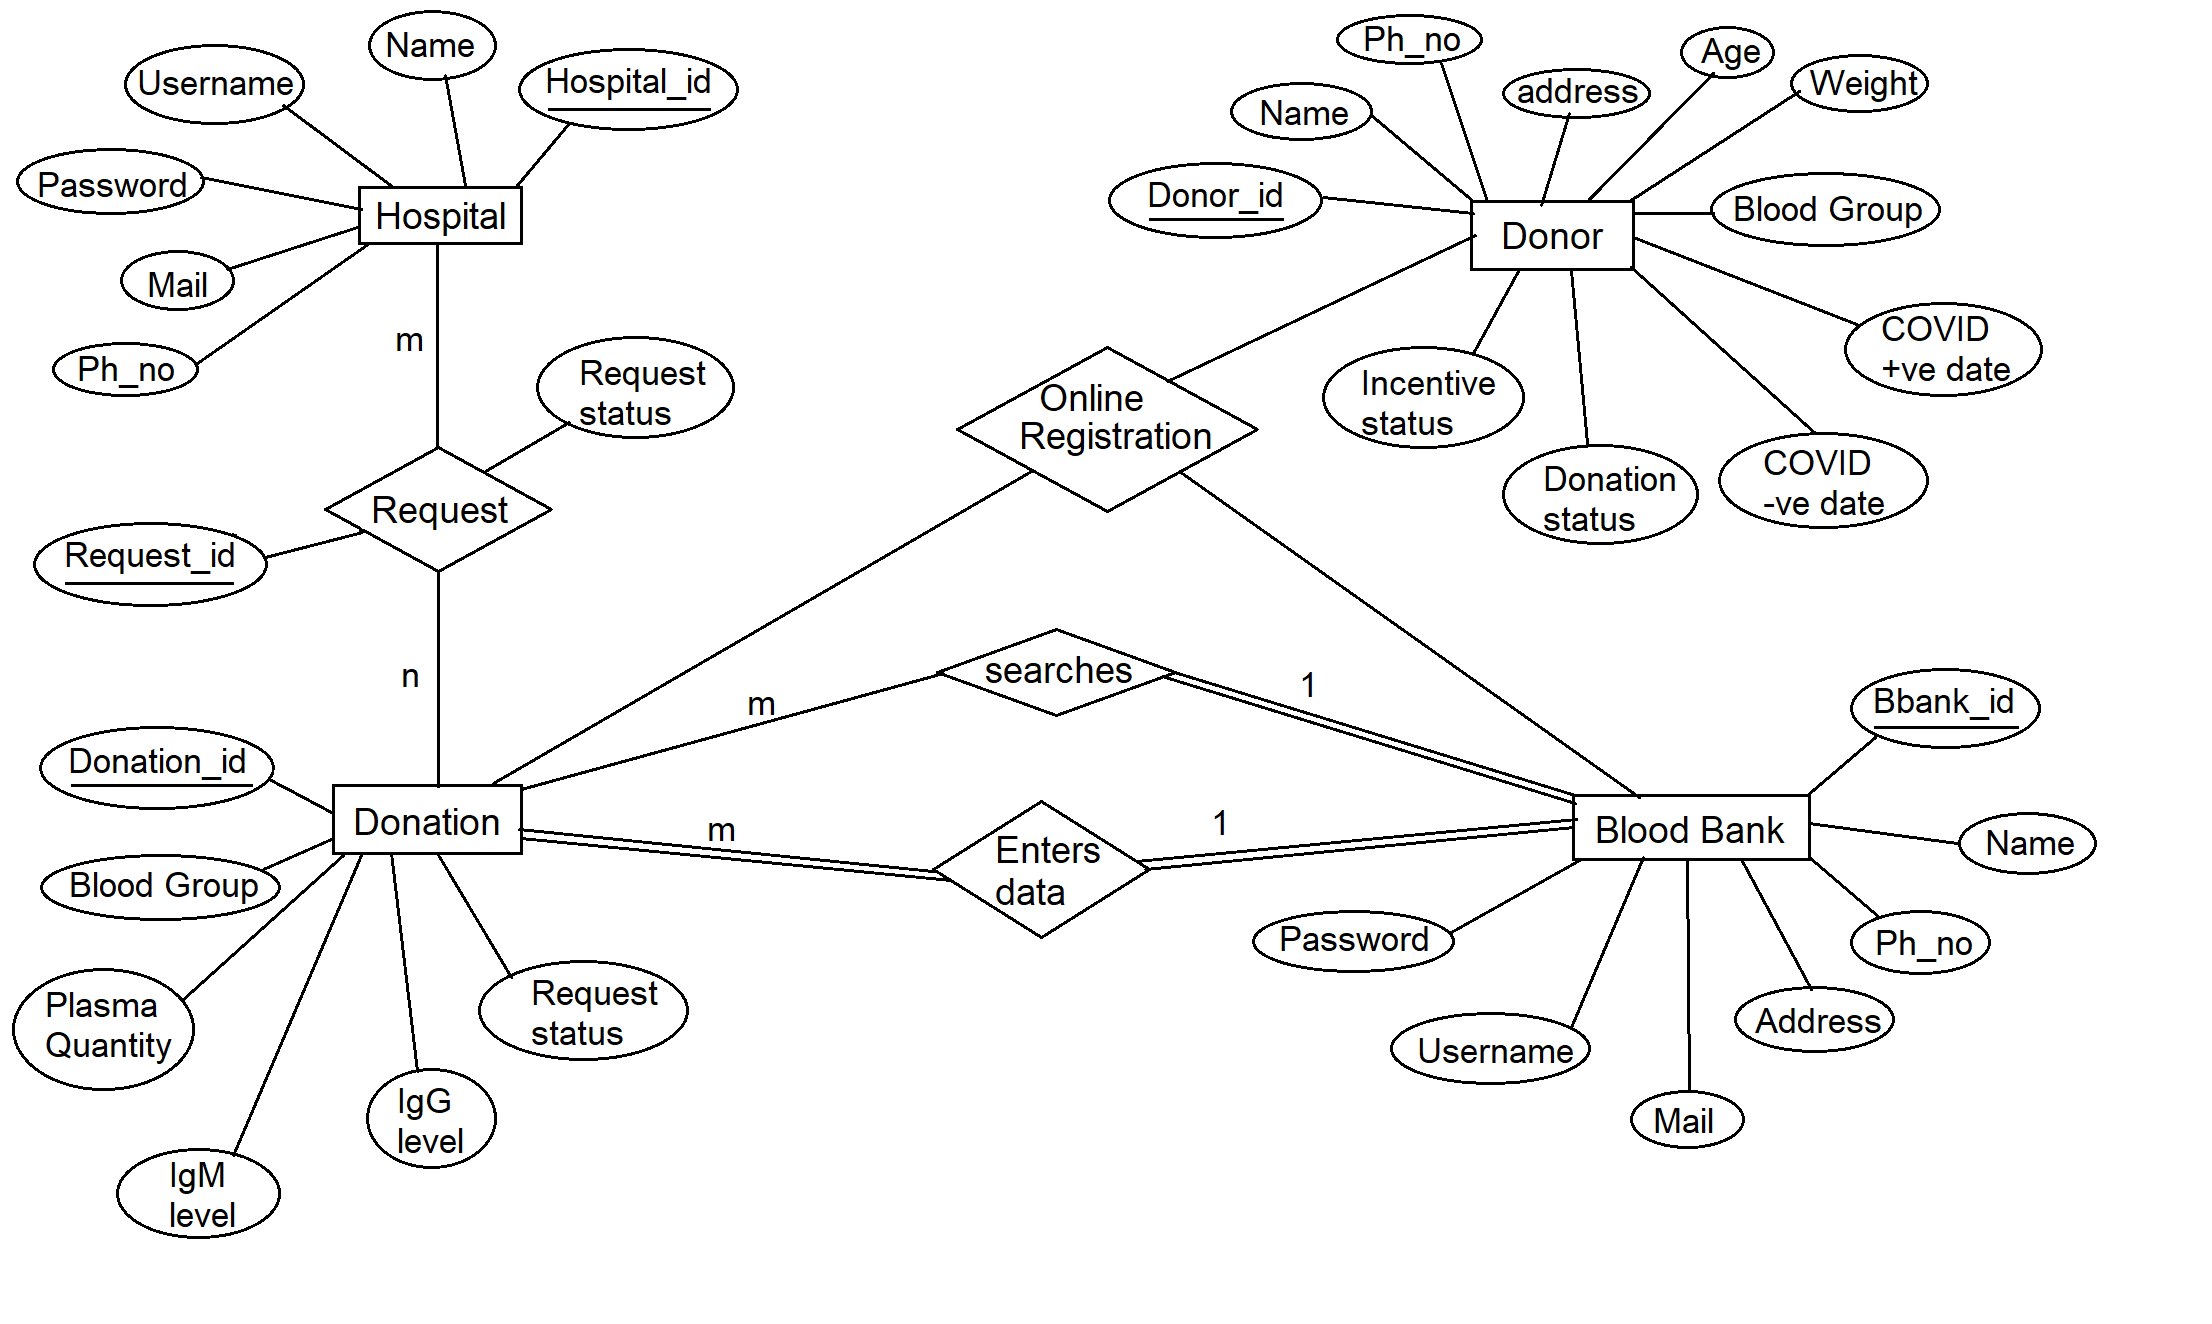 Name
Username
Hospital_id
Password
Hospital
Mail
Ph_no
m
Request
status
Request
Request_id
n
Ph_no
Age
address
Weight
Name
Donor_id
Blood Group
Donor
COVID
+ve date
Incentive
status
COVID
-ve date
Donation
status
Online
Registration
searches
m
1
Donation_id
Donation
Blood Group
Plasma
Quantity
Request
status
IgG
level
IgM
level
m
Enters
data
1
Bbank_id
Blood Bank
Name
Password
Ph_no
Address
Username
Mail